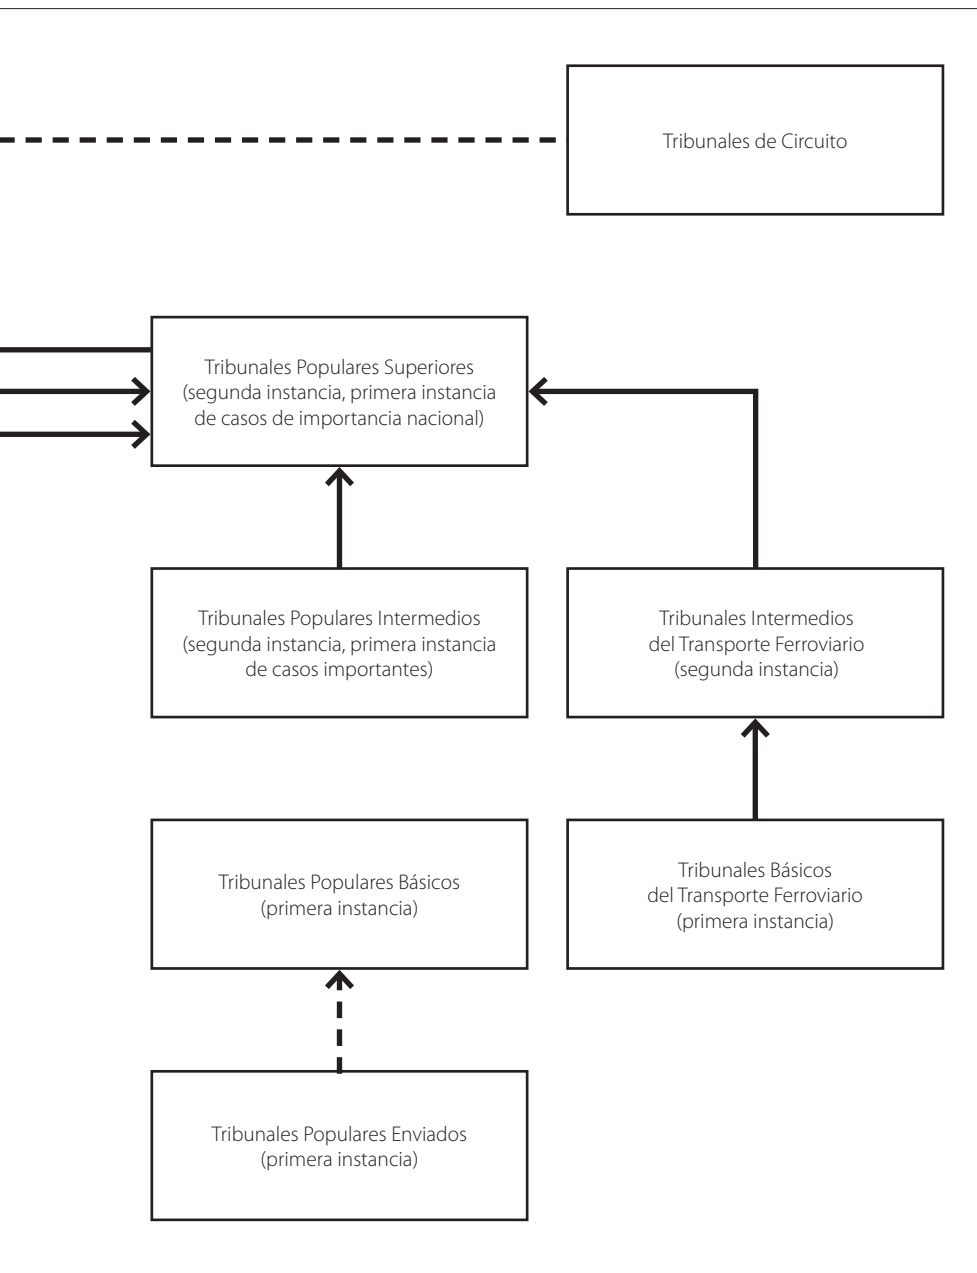 Tribunales de Circuito
Tribunales Populares Superiores
(segunda instancia, primera instancia
de casos de importancia nacional)
Tribunales Populares Intermedios
(segunda instancia, primera instancia
de casos importantes)
Tribunales Intermedios
del Transporte Ferroviario
(segunda instancia)
Tribunales Populares Básicos
(primera instancia)
Tribunales Básicos
del Transporte Ferroviario
(primera instancia)
Tribunales Populares Enviados
(primera instancia)